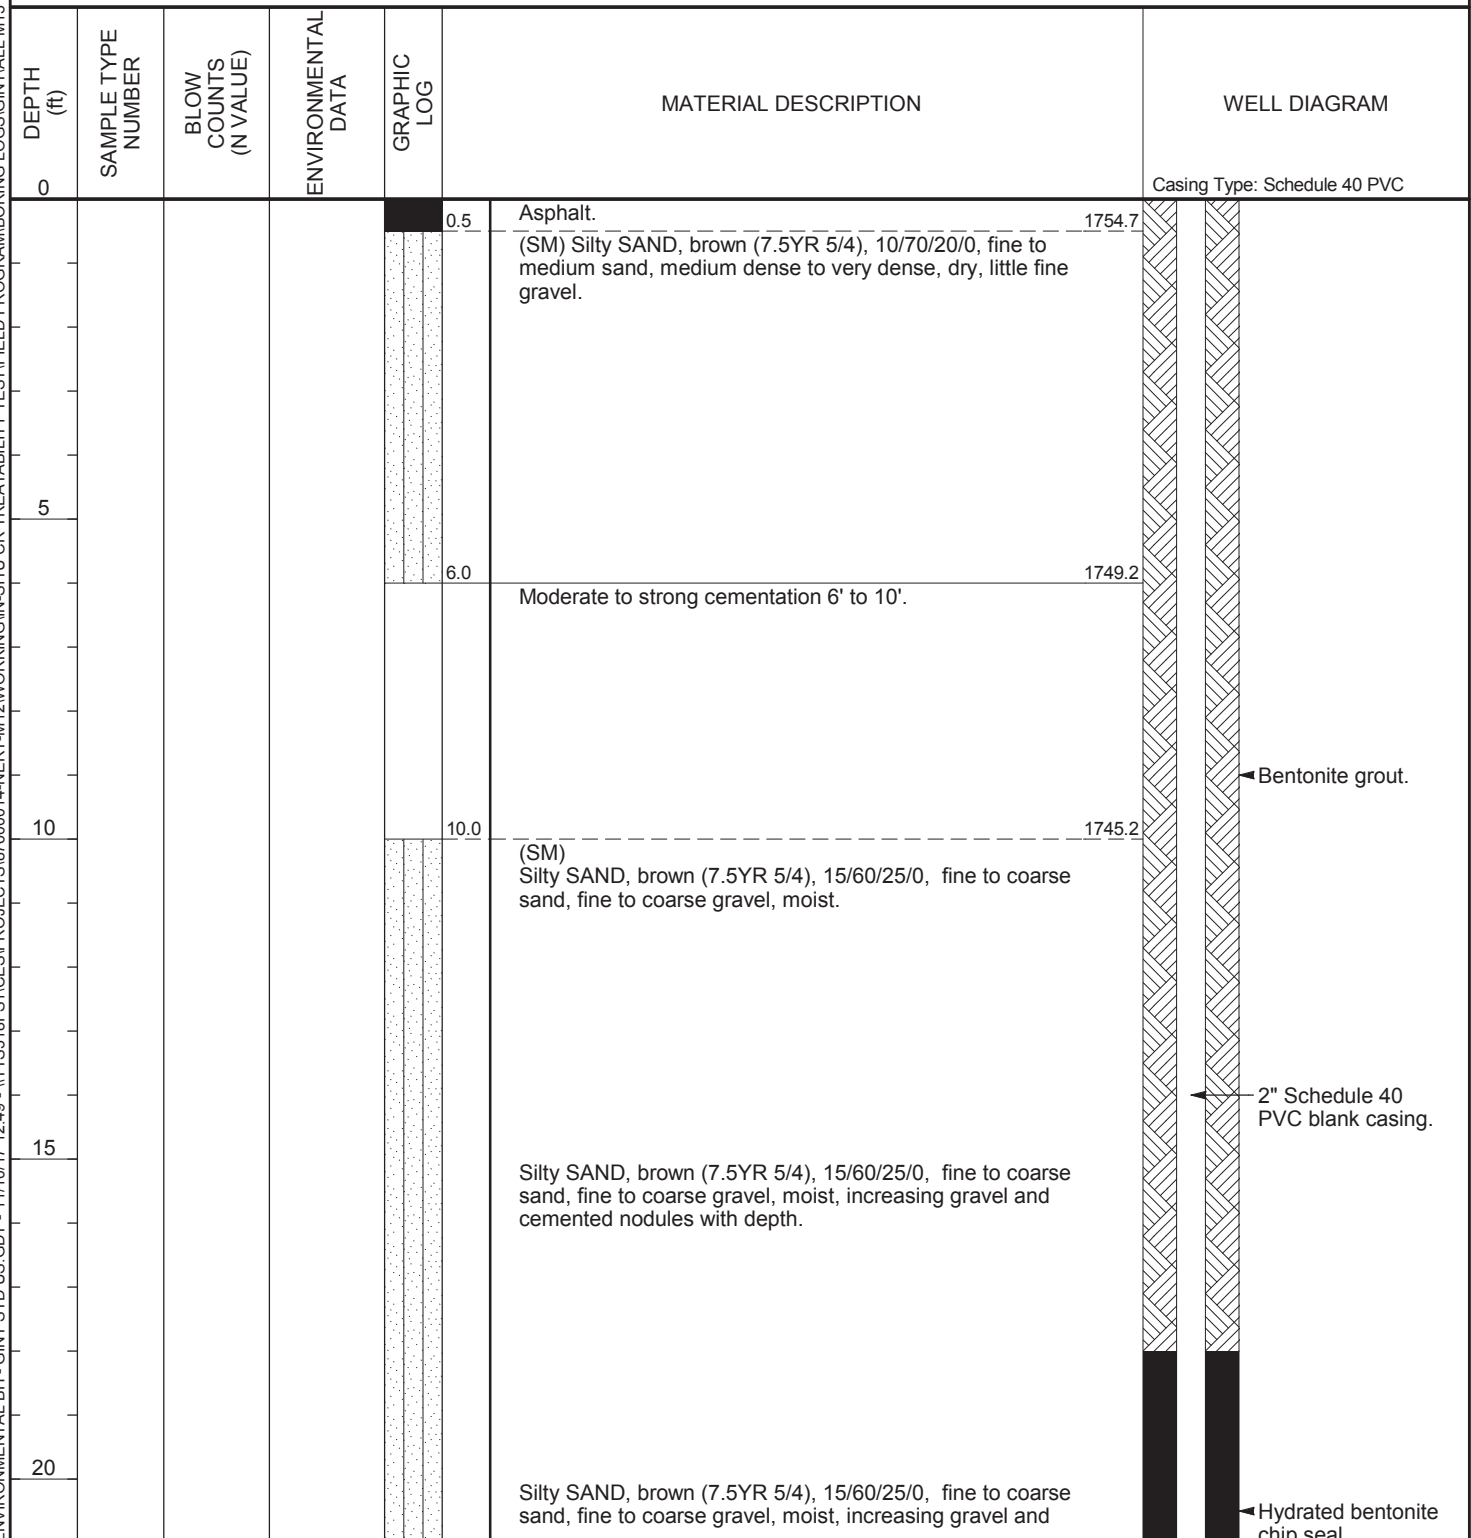 DEPTH
(ft)
SAMPLE TYPE
NUMBER
BLOW
COUNTS
(N VALUE)
ENVIRONMENTAL
DATA
GRAPHIC
LOG
MATERIAL DESCRIPTION
WELL DIAGRAM
0
Casing Type: Schedule 40 PVC
0.5
Asphalt.
1754.7
(SM) Silty SAND, brown (7.5YR 5/4), 10/70/20/0, fine to
medium sand, medium dense to very dense, dry, little fine
gravel.
5
6.0
1749.2
Moderate to strong cementation 6' to 10'.
Bentonite grout.
10
10.0
1745.2
(SM)
Silty SAND, brown (7.5YR 5/4), 15/60/25/0, fine to coarse
sand, fine to coarse gravel, moist.
2" Schedule 40
PVC blank casing.
15
Silty SAND, brown (7.5YR 5/4), 15/60/25/0, fine to coarse
sand, fine to coarse gravel, moist, increasing gravel and
cemented nodules with depth.
20
Silty SAND, brown (7.5YR 5/4), 15/60/25/0, fine to coarse
sand, fine to coarse gravel, moist, increasing gravel and
Hydrated bentonite
chip seal